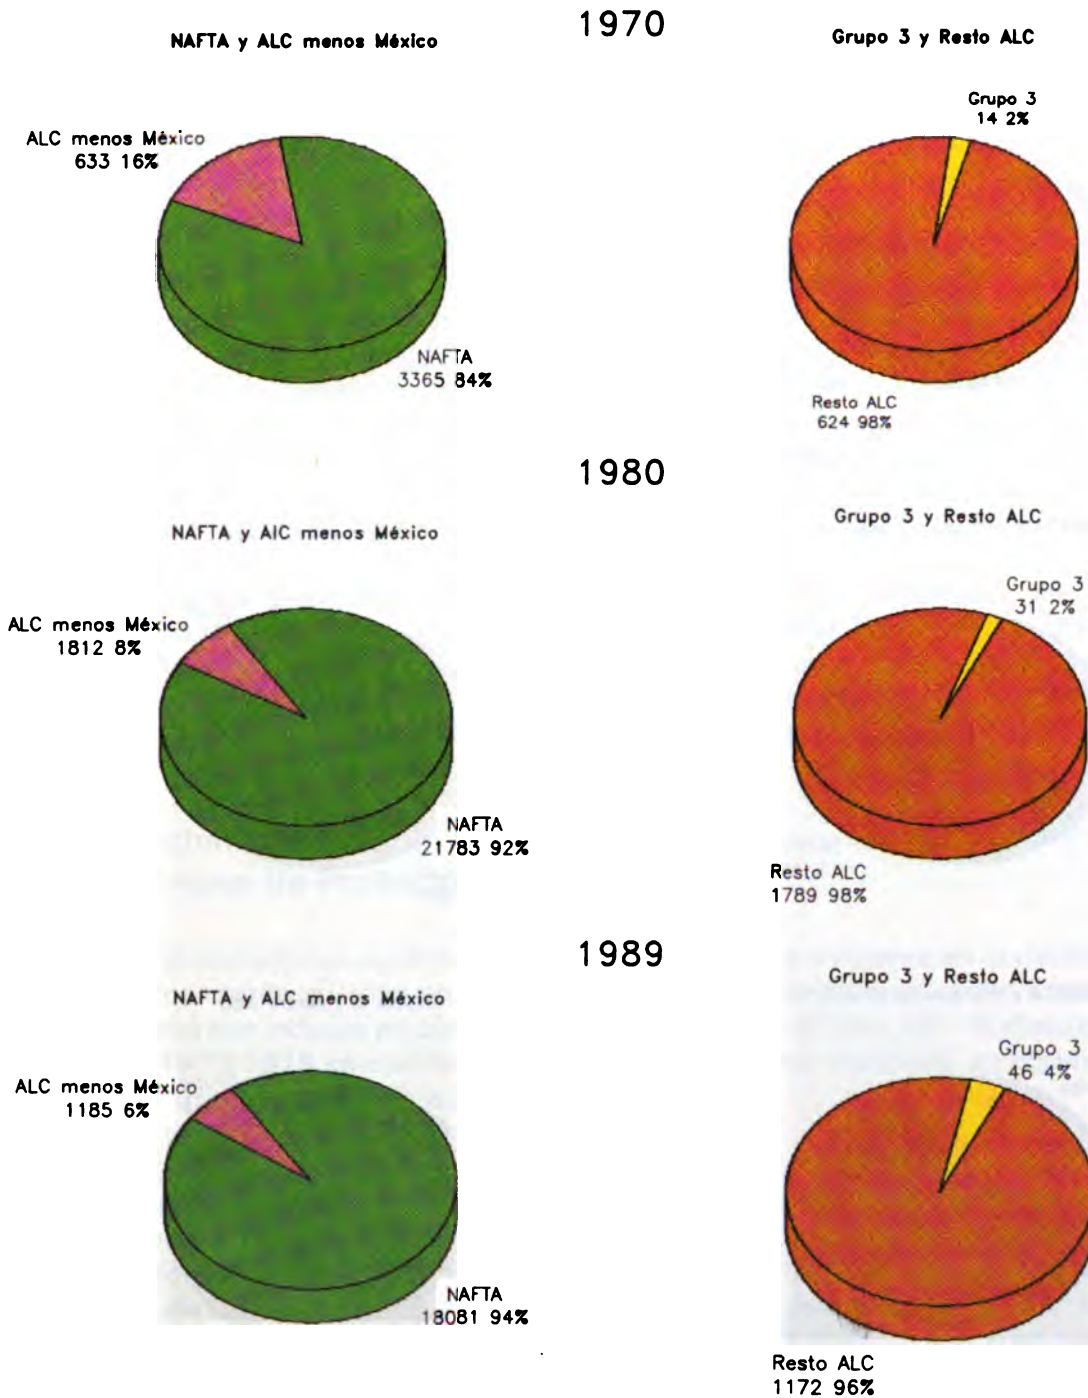 1970
NAFTA y ALC menos México
ALC menos México
633 16%
NAFTA
3365 84%
Grupo 3 y Resto ALC
Grupo 3
14 2%
Resto ALC
624 98%
1980
NAFTA y AIC menos México
ALC menos México
1812 8%
NAFTA
21783 92%
Grupo 3 y Resto ALC
Grupo 3
31 2%
Resto ALC
1789 98%
1989
NAFTA y ALC menos México
ALC menos México
1185 6%
NAFTA
18081 94%
Grupo 3 y Resto ALC
Grupo 3
46 4%
Resto ALC
1172 96%